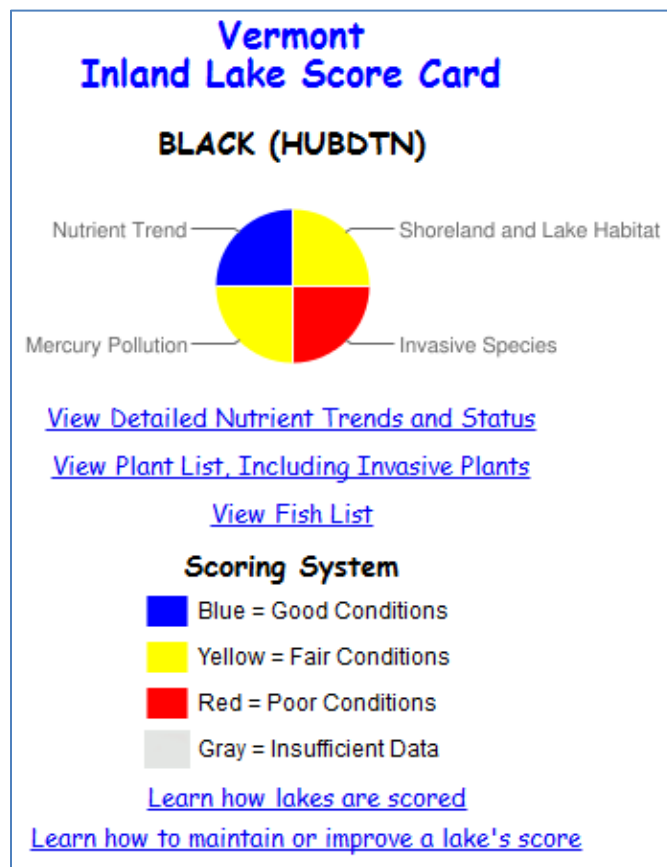 Vermont
Inland Lake Score Card
BLACK (HUBDTN)
Nutrient Trend
Shoreland and Lake Habitat
Mercury Pollution
Invasive Species
View Detailed Nutrient Trends and Status
View Plant List, Including Invasive Plants
View Fish List
Scoring System
Blue = Good Conditions
Yellow = Fair Conditions
Red = Poor Conditions
Gray = Insufficient Data
Learn how lakes are scored
Learn how to maintain or improve a lake's score